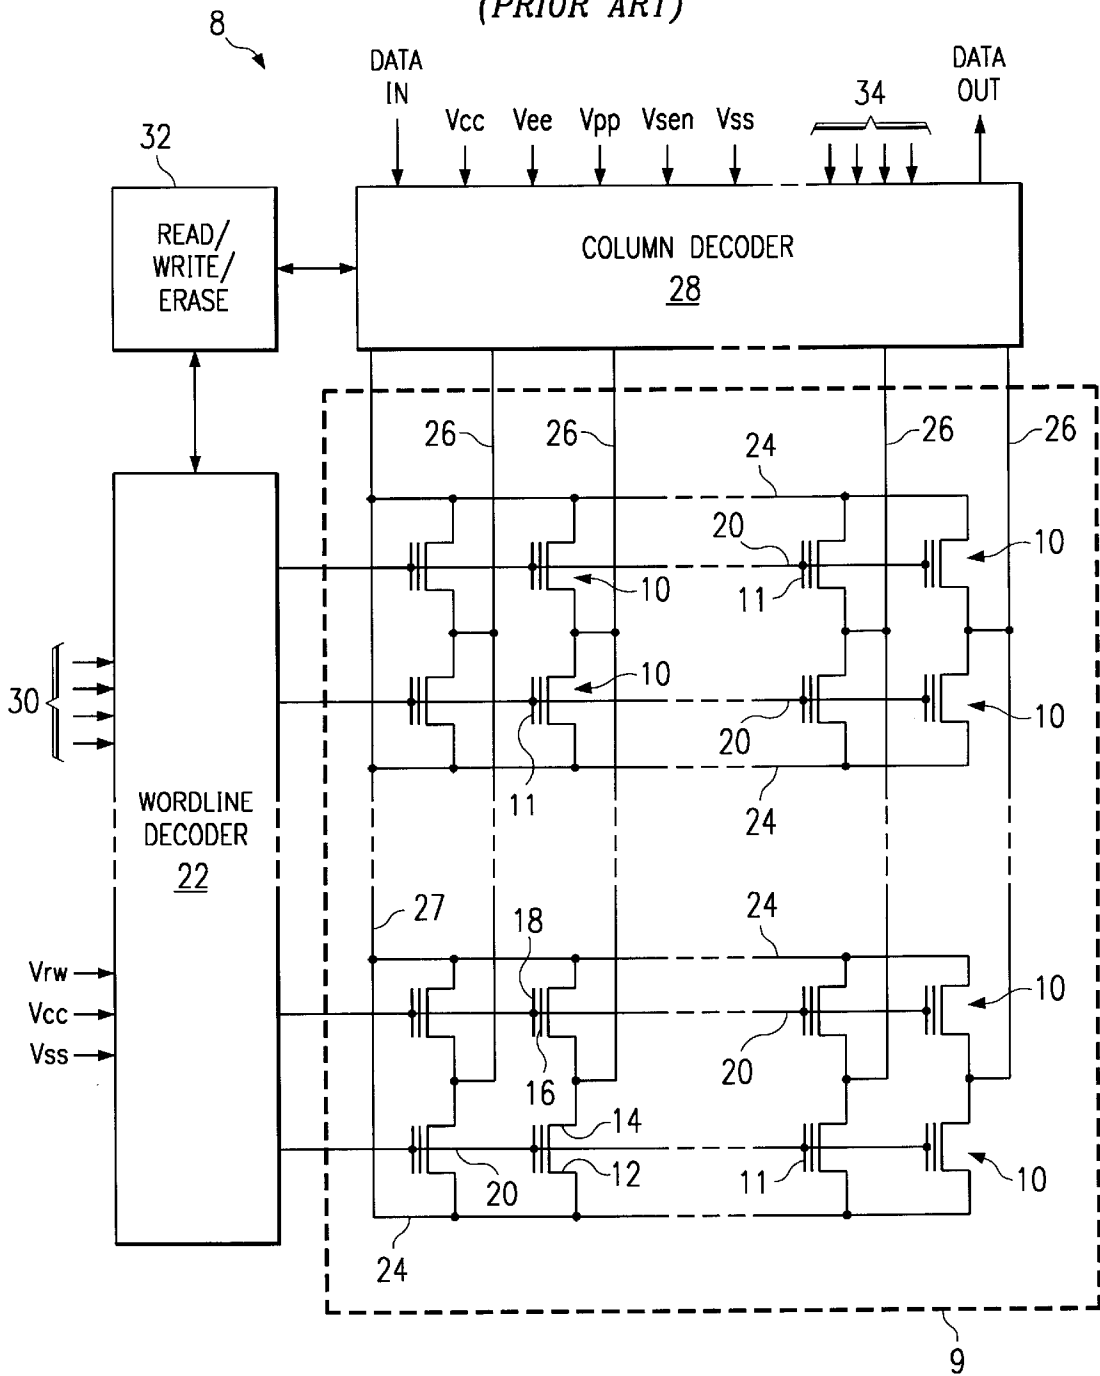 (PRIOR ART)
8
DATA
IN
Vcc
Vee
Vpp
Vsen
Vss
34
DATA
OUT
32
READ/
WRITE/
ERASE
COLUMN DECODER
28
26
26
26
26
24
20
10
11
10
10
30
20
10
11
24
WORDLINE
DECODER
22
27
18
24
Vrw
Vcc
Vss
10
20
16
14
12
20
11
10
24
9